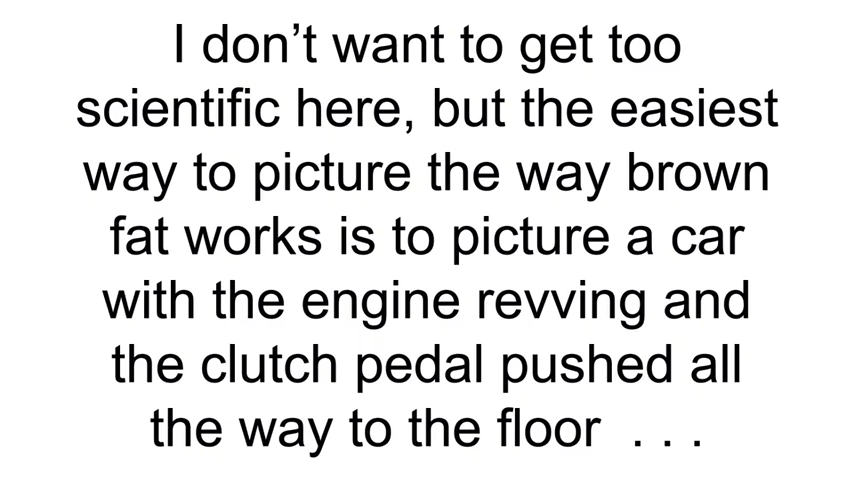 I don’t want to get too
scientific here, but the easiest
way to picture the way brown
fat works is to picture a car
with the engine revving and
the clutch pedal pushed all
the way to the floor  . . .